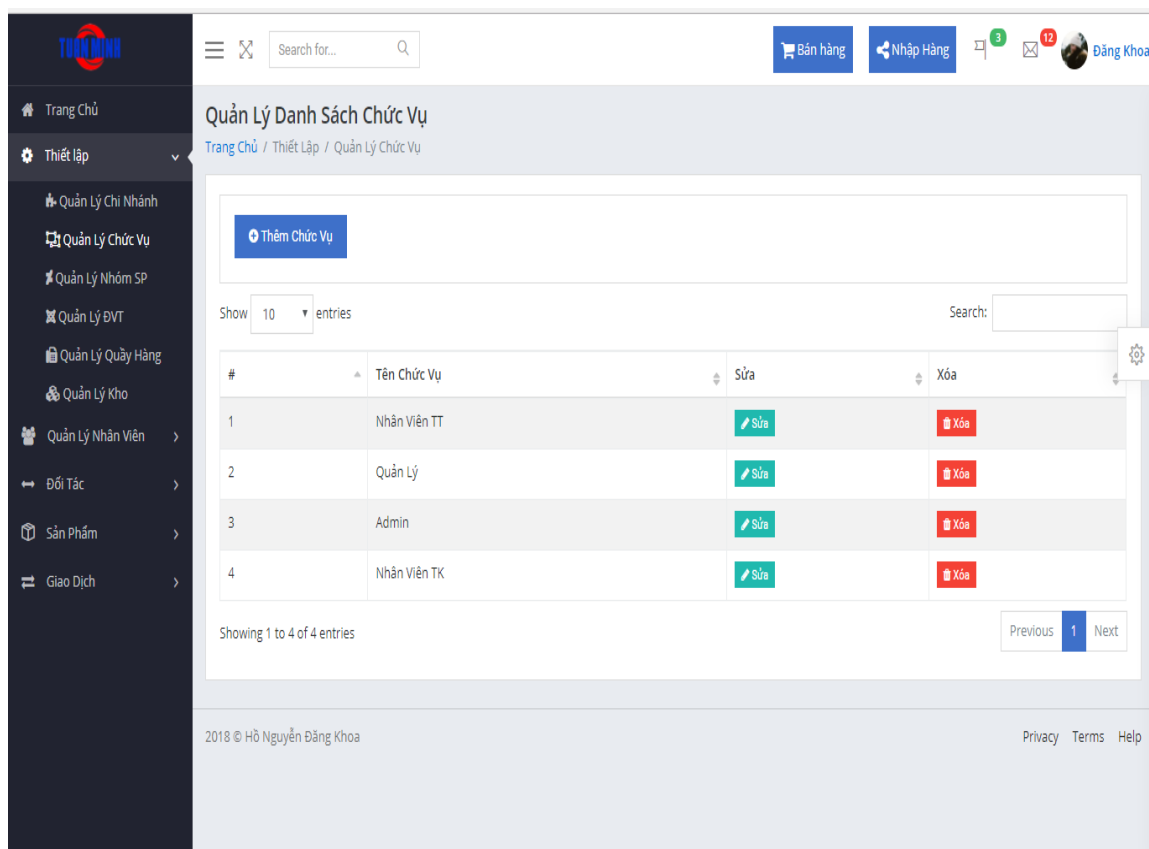 TUẤN MINH
Search for...
Bán hàng
Nhập Hàng
3
12
Đăng Khoa
Trang Chủ
Thiết lập
Quản Lý Chi Nhánh
Quản Lý Chức Vụ
Quản Lý Nhóm SP
Quản Lý ĐVT
Quản Lý Quầy Hàng
Quản Lý Kho
Quản Lý Nhân Viên
Đối Tác
Sản Phẩm
Giao Dịch
Quản Lý Danh Sách Chức Vụ
Trang Chủ / Thiết Lập / Quản Lý Chức Vụ
Thêm Chức Vụ
Show 10 entries
Search:
# Tên Chức Vụ Sửa Xóa
1 Nhân Viên TT Sửa Xóa
2 Quản Lý Sửa Xóa
3 Admin Sửa Xóa
4 Nhân Viên TK Sửa Xóa
Showing 1 to 4 of 4 entries
Previous 1 Next
2018 © Hồ Nguyễn Đăng Khoa
Privacy Terms Help